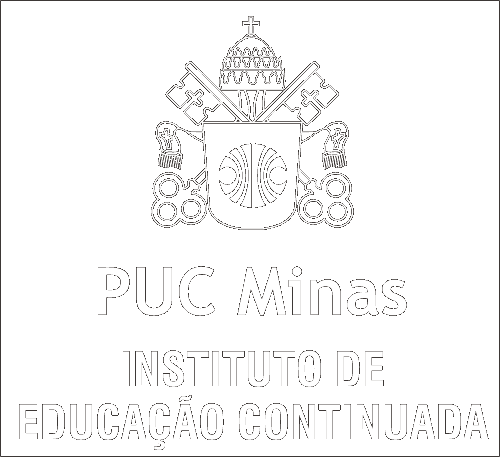 PUC Minas
INSTITUTO DE
EDUCAÇÃO CONTINUADA